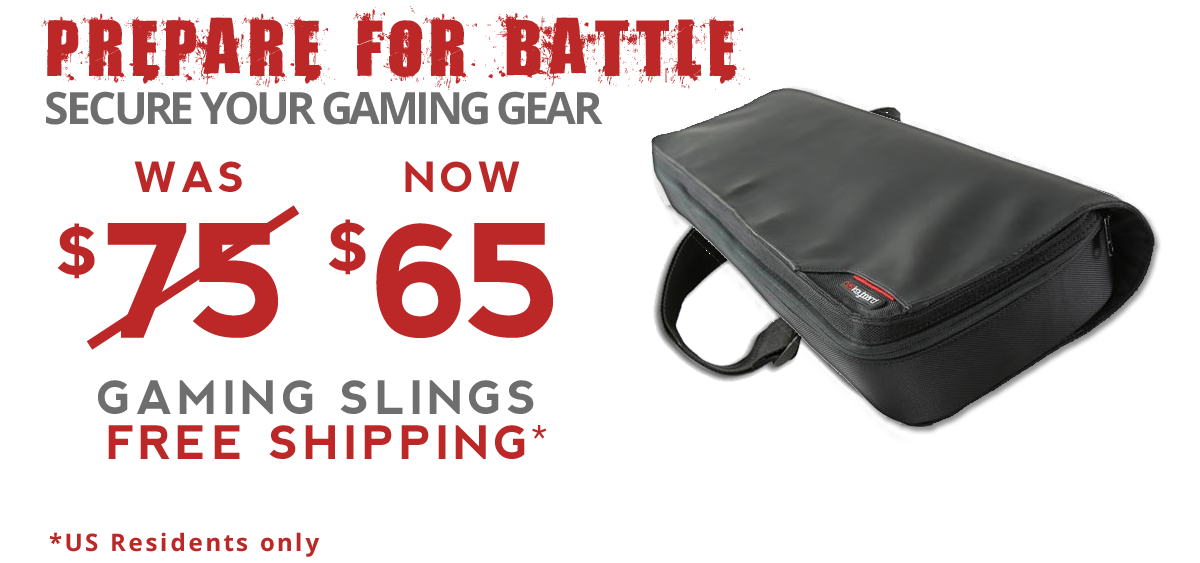 PREPARE FOR BATTLE
SECURE YOUR GAMING GEAR
WAS NOW
$75 $65
GAMING SLINGS
FREE SHIPPING*
*US Residents only